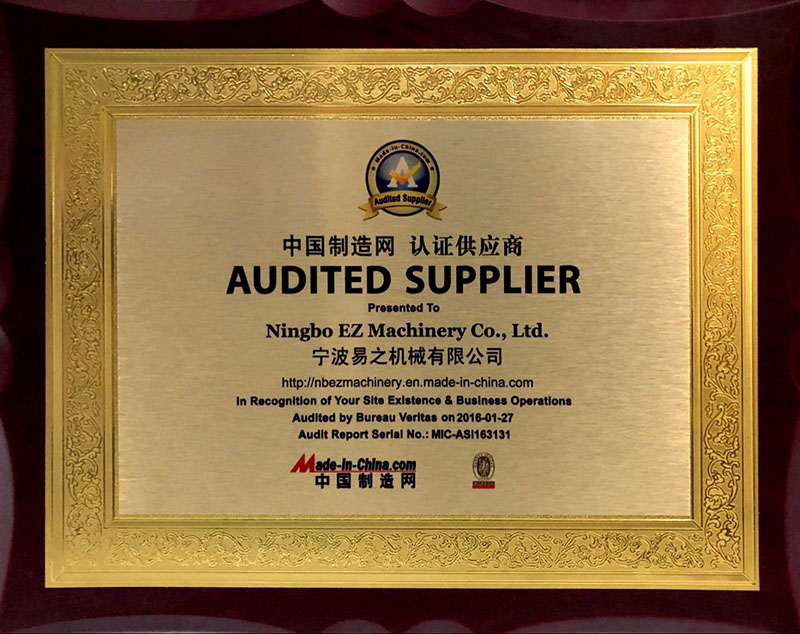 Made-in-China.com
A
Audited Supplier
中国制造网 认证供应商
AUDITED SUPPLIER
Presented To
Ningbo EZ Machinery Co., Ltd.
宁波易之机械有限公司
http://nbezmachinery.en.made-in-china.com
In Recognition of Your Site Existence & Business Operations
Audited by Bureau Veritas on 2016-01-27
Audit Report Serial No.: MIC-ASI163131
Made-in-China.com
中国制造网